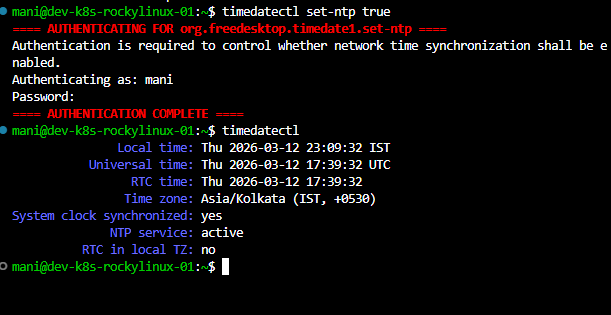 mani@dev-k8s-rockylinux-01:~$ timedatectl set-ntp true
==== AUTHENTICATING FOR org.freedesktop.timedate1.set-ntp ====
Authentication is required to control whether network time synchronization shall be e
nabled.
Authenticating as: mani
Password:
==== AUTHENTICATION COMPLETE ====
mani@dev-k8s-rockylinux-01:~$ timedatectl
Local time: Thu 2026-03-12 23:09:32 IST
Universal time: Thu 2026-03-12 17:39:32 UTC
RTC time: Thu 2026-03-12 17:39:32
Time zone: Asia/Kolkata (IST, +0530)
System clock synchronized: yes
NTP service: active
RTC in local TZ: no
mani@dev-k8s-rockylinux-01:~$